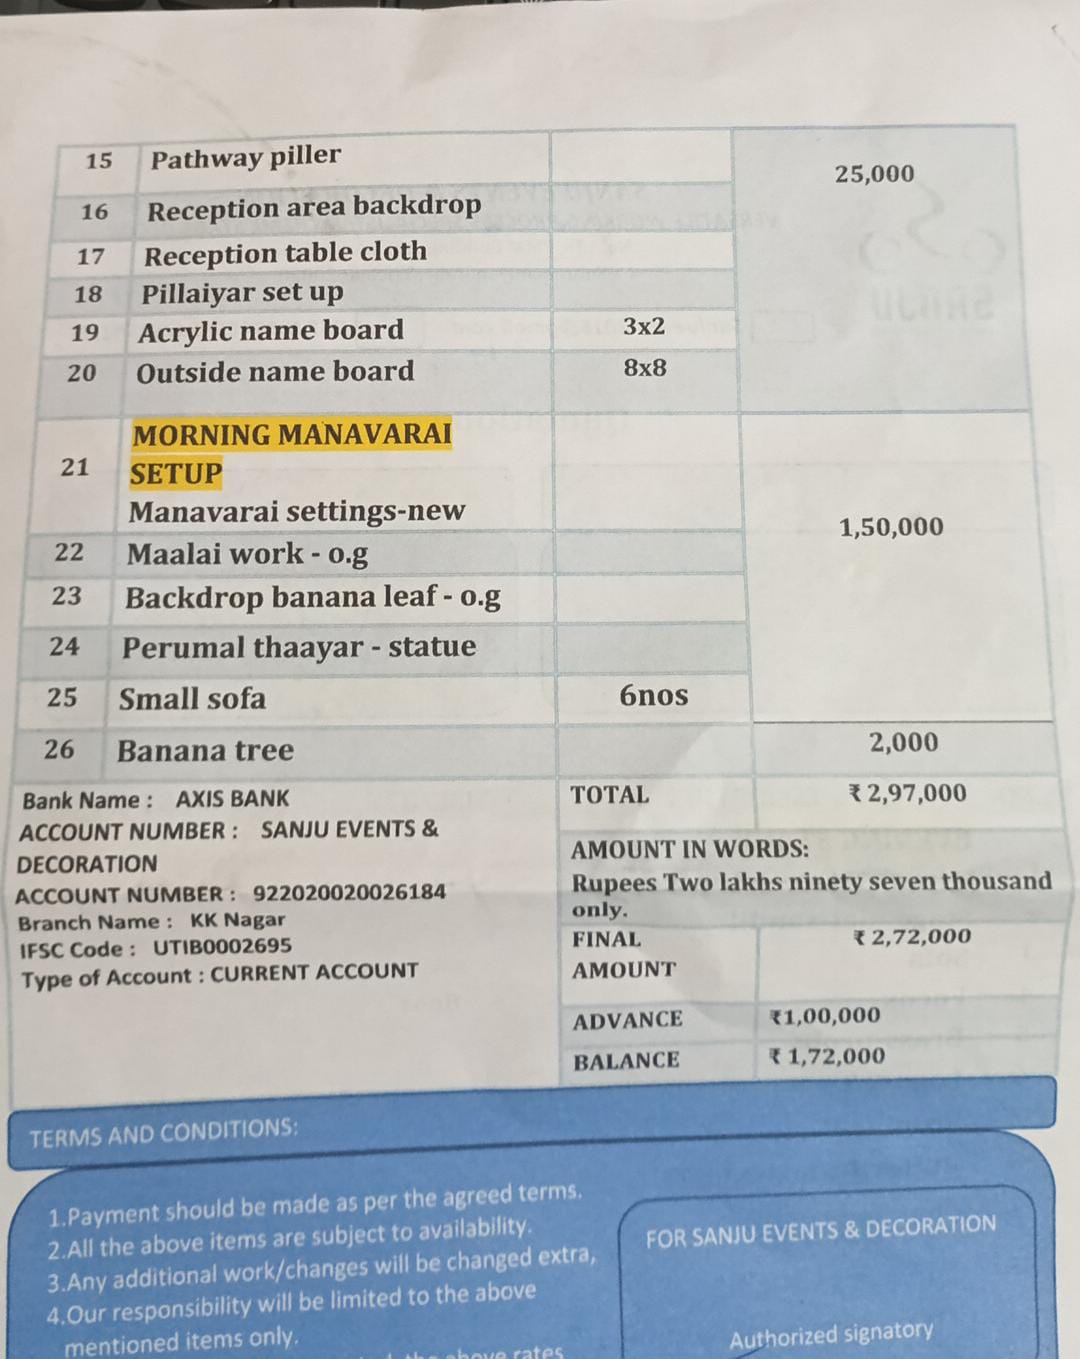 15 Pathway piller 25,000
16 Reception area backdrop
17 Reception table cloth
18 Pillaiyar set up
19 Acrylic name board 3x2
20 Outside name board 8x8
21 MORNING MANAVARAI
SETUP
Manavarai settings-new 1,50,000
22 Maalai work - o.g
23 Backdrop banana leaf - o.g
24 Perumal thaayar - statue
25 Small sofa 6nos
26 Banana tree 2,000
Bank Name : AXIS BANK
ACCOUNT NUMBER : SANJU EVENTS &
DECORATION
ACCOUNT NUMBER : 922020020026184
Branch Name : KK Nagar
IFSC Code : UTIB0002695
Type of Account : CURRENT ACCOUNT
TOTAL ₹ 2,97,000
AMOUNT IN WORDS:
Rupees Two lakhs ninety seven thousand
only.
FINAL ₹ 2,72,000
AMOUNT
ADVANCE ₹1,00,000
BALANCE ₹ 1,72,000
TERMS AND CONDITIONS:
1.Payment should be made as per the agreed terms.
2.All the above items are subject to availability.
3.Any additional work/changes will be changed extra,
4.Our responsibility will be limited to the above
mentioned items only.
above rates
FOR SANJU EVENTS & DECORATION
Authorized signatory